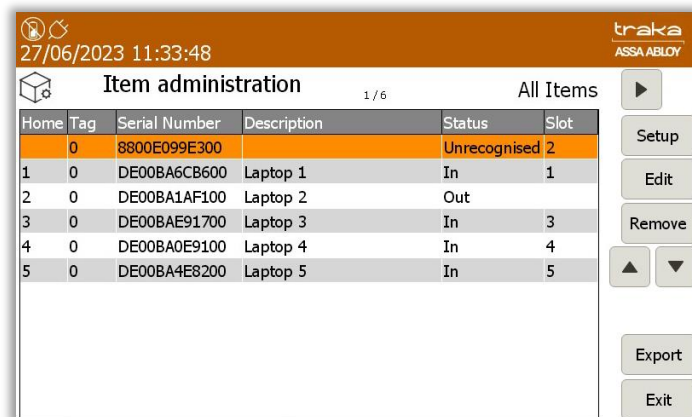 27/06/2023 11:33:48
traka
ASSA ABLOY
Item administration 1/6 All Items
Home Tag Serial Number Description Status Slot
0 8800E099E300 Unrecognised 2
1 0 DE00BA6CB600 Laptop 1 In 1
2 0 DE00BA1AF100 Laptop 2 Out
3 0 DE00BAE91700 Laptop 3 In 3
4 0 DE00BA0E9100 Laptop 4 In 4
5 0 DE00BA4E8200 Laptop 5 In 5
Setup
Edit
Remove
Export
Exit